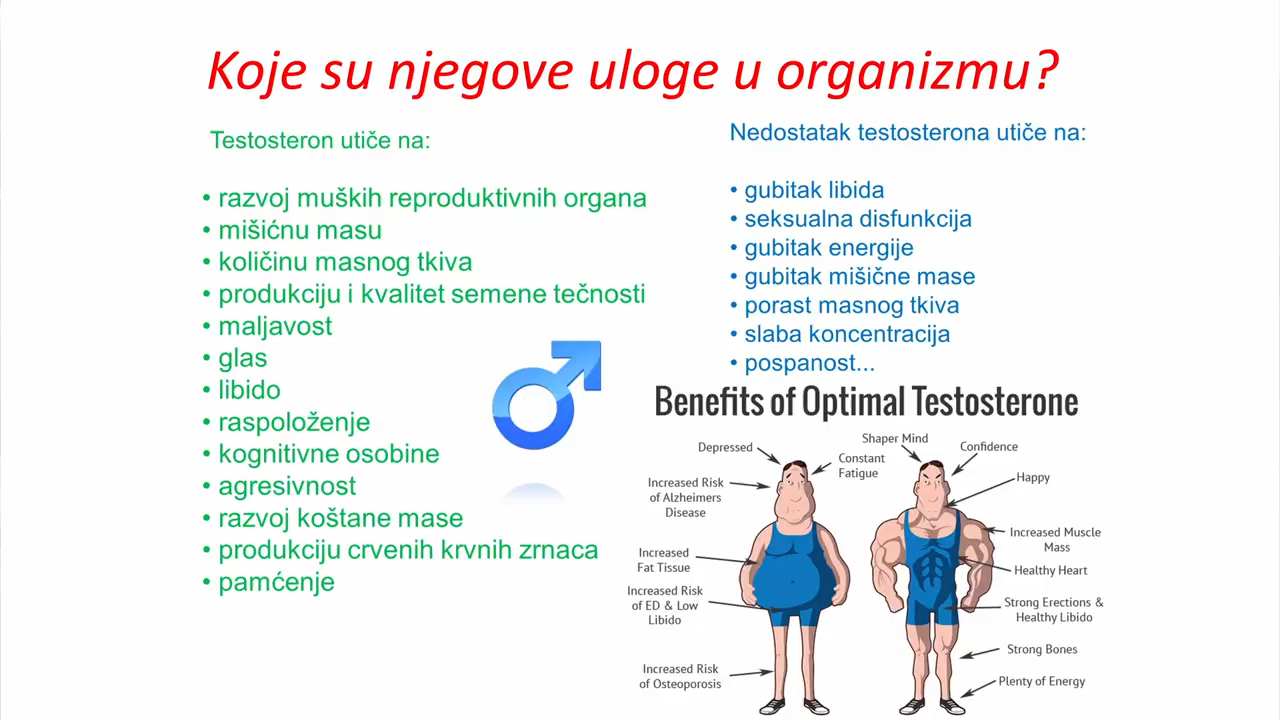 Koje su njegove uloge u organizmu?
Testosteron utiče na:
• razvoj muških reproduktivnih organa
• mišićnu masu
• količinu masnog tkiva
• produkciju i kvalitet semene tečnosti
• maljavost
• glas
• libido
• raspoloženje
• kognitivne osobine
• agresivnost
• razvoj koštane mase
• produkciju crvenih krvnih zrnaca
• pamćenje
Nedostatak testosterona utiče na:
• gubitak libida
• seksualna disfunkcija
• gubitak energije
• gubitak mišične mase
• porast masnog tkiva
• slaba koncentracija
• pospanost...
Benefits of Optimal Testosterone
Depressed
Constant
Fatigue
Increased Risk
of Alzheimers
Disease
Increased
Fat Tissue
Increased Risk
of ED & Low
Libido
Increased Risk
of Osteoporosis
Shaper Mind
Confidence
Happy
Increased Muscle
Mass
Healthy Heart
Strong Erections &
Healthy Libido
Strong Bones
Plenty of Energy